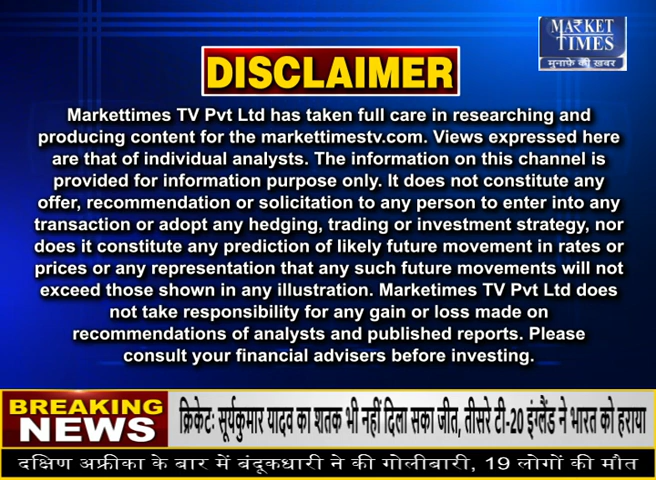 MARKET
TIMES
मुनाफे की खबर
DISCLAIMER
Markettimes TV Pvt Ltd has taken full care in researching and
producing content for the markettimestv.com. Views expressed here
are that of individual analysts. The information on this channel is
provided for information purpose only. It does not constitute any
offer, recommendation or solicitation to any person to enter into any
transaction or adopt any hedging, trading or investment strategy, nor
does it constitute any prediction of likely future movement in rates or
prices or any representation that any such future movements will not
exceed those shown in any illustration. Marketimes TV Pvt Ltd does
not take responsibility for any gain or loss made on
recommendations of analysts and published reports. Please
consult your financial advisers before investing.
BREAKING
NEWS
क्रिकेट: सूर्यकुमार यादव का शतक भी नहीं दिला सका जीत, तीसरे टी-20 इंग्लैंड ने भारत को हराया
दक्षिण अफ्रीका के बार में बंदूकधारी ने की गोलीबारी, 19 लोगों की मौत